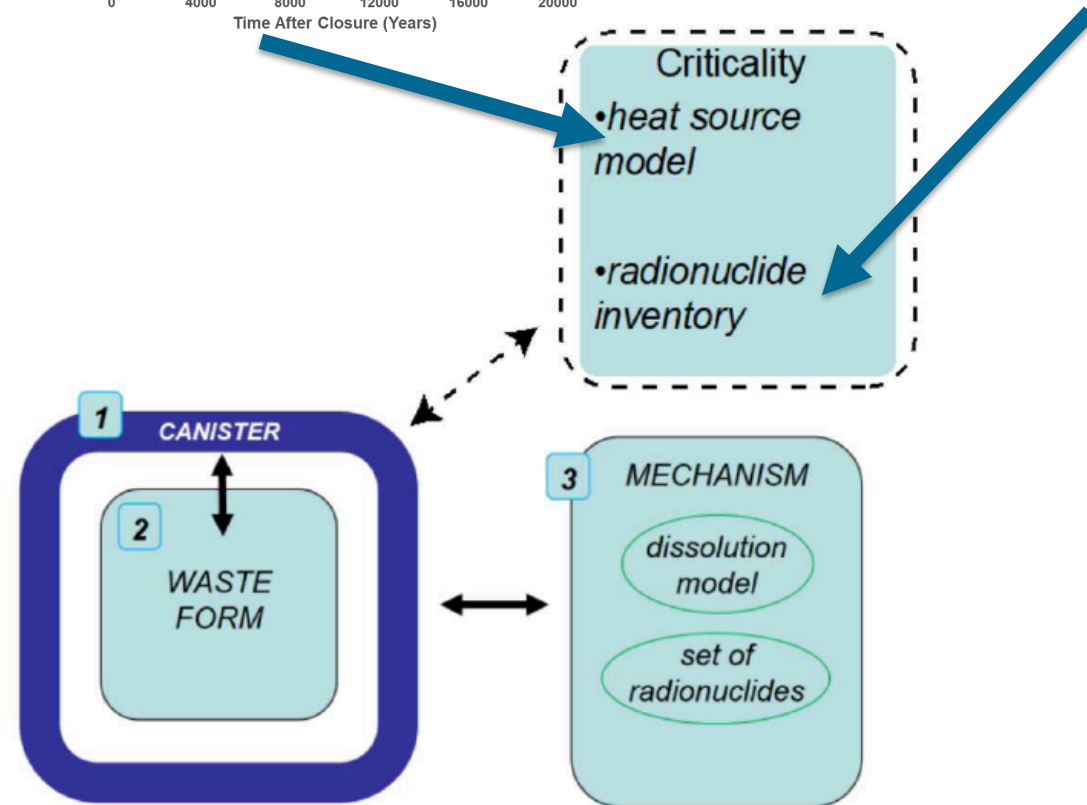 0 4000 8000 12000 16000 20000
Time After Closure (Years)
Criticality
•heat source
model
•radionuclide
inventory
1
CANISTER
2
WASTE
FORM
3
MECHANISM
dissolution
model
set of
radionuclides